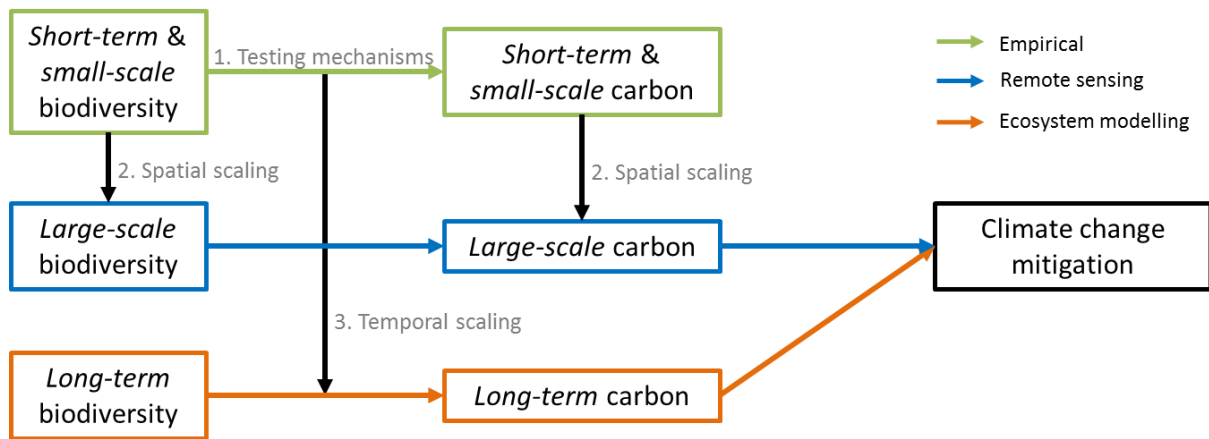 Short-term &
small-scale
biodiversity
1. Testing mechanisms
Short-term &
small-scale carbon
Empirical
Remote sensing
Ecosystem modelling
2. Spatial scaling
2. Spatial scaling
Large-scale
biodiversity
Large-scale carbon
Climate change
mitigation
3. Temporal scaling
Long-term
biodiversity
Long-term carbon